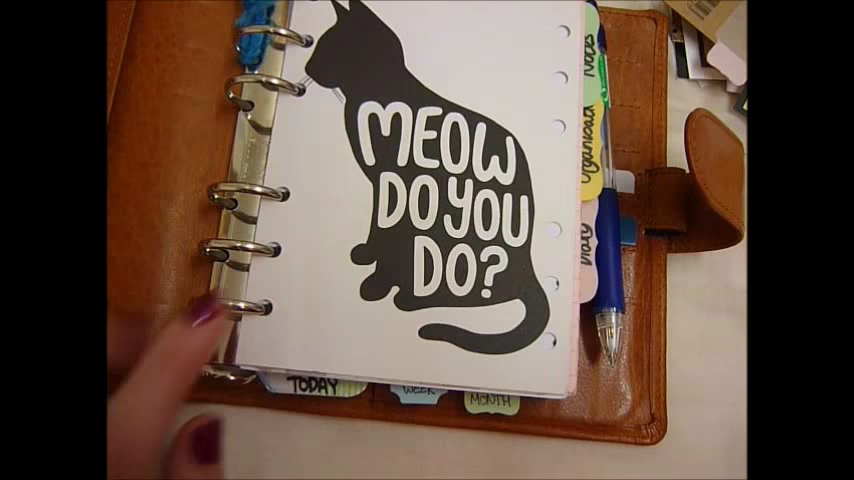 MEOW
DO YOU
DO?
Notes
Organised
Diary
TODAY
WEEK
MONTH